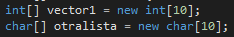 int[] vector1 = new int[10];
char[] otralista = new char[10];